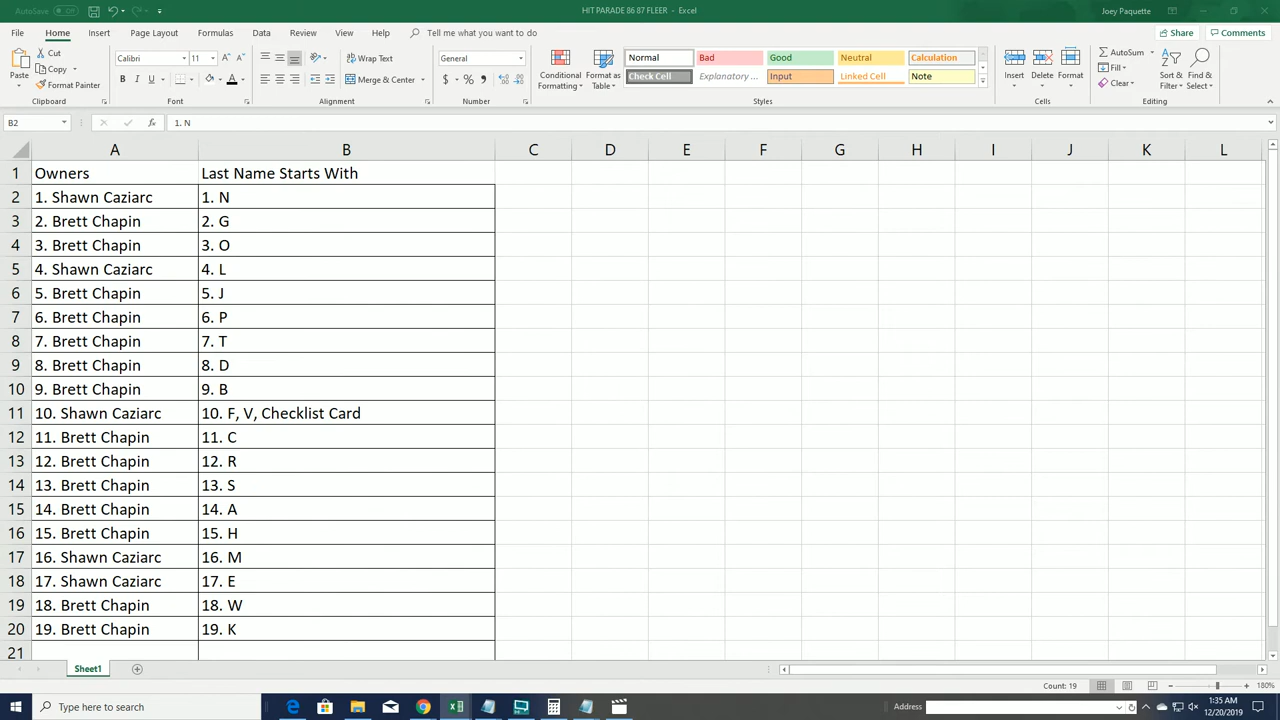 AutoSave Off
HIT PARADE 86 87 FLEER - Excel
Joey Paquette
File Home Insert Page Layout Formulas Data Review View Help Tell me what you want to do
Share Comments
Paste
Cut
Copy
Format Painter
Clipboard
Calibri 11
B I U A
Font
Wrap Text
Merge & Center
Alignment
General
$ % ,
Number
Conditional Formatting
Format as Table
Normal Bad Good Neutral Calculation
Check Cell Explanatory ... Input Linked Cell Note
Styles
Insert Delete Format
Cells
AutoSum
Fill
Clear
Sort & Filter
Find & Select
Editing
B2 fx 1. N
A B C D E F G H I J K L
1 Owners Last Name Starts With
2 1. Shawn Caziarc 1. N
3 2. Brett Chapin 2. G
4 3. Brett Chapin 3. O
5 4. Shawn Caziarc 4. L
6 5. Brett Chapin 5. J
7 6. Brett Chapin 6. P
8 7. Brett Chapin 7. T
9 8. Brett Chapin 8. D
10 9. Brett Chapin 9. B
11 10. Shawn Caziarc 10. F, V, Checklist Card
12 11. Brett Chapin 11. C
13 12. Brett Chapin 12. R
14 13. Brett Chapin 13. S
15 14. Brett Chapin 14. A
16 15. Brett Chapin 15. H
17 16. Shawn Caziarc 16. M
18 17. Shawn Caziarc 17. E
19 18. Brett Chapin 18. W
20 19. Brett Chapin 19. K
21
Sheet1
Count: 19 180%
Type here to search
Address
1:35 AM
12/20/2019